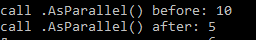 call .AsParallel() before: 10
call .AsParallel() after: 5